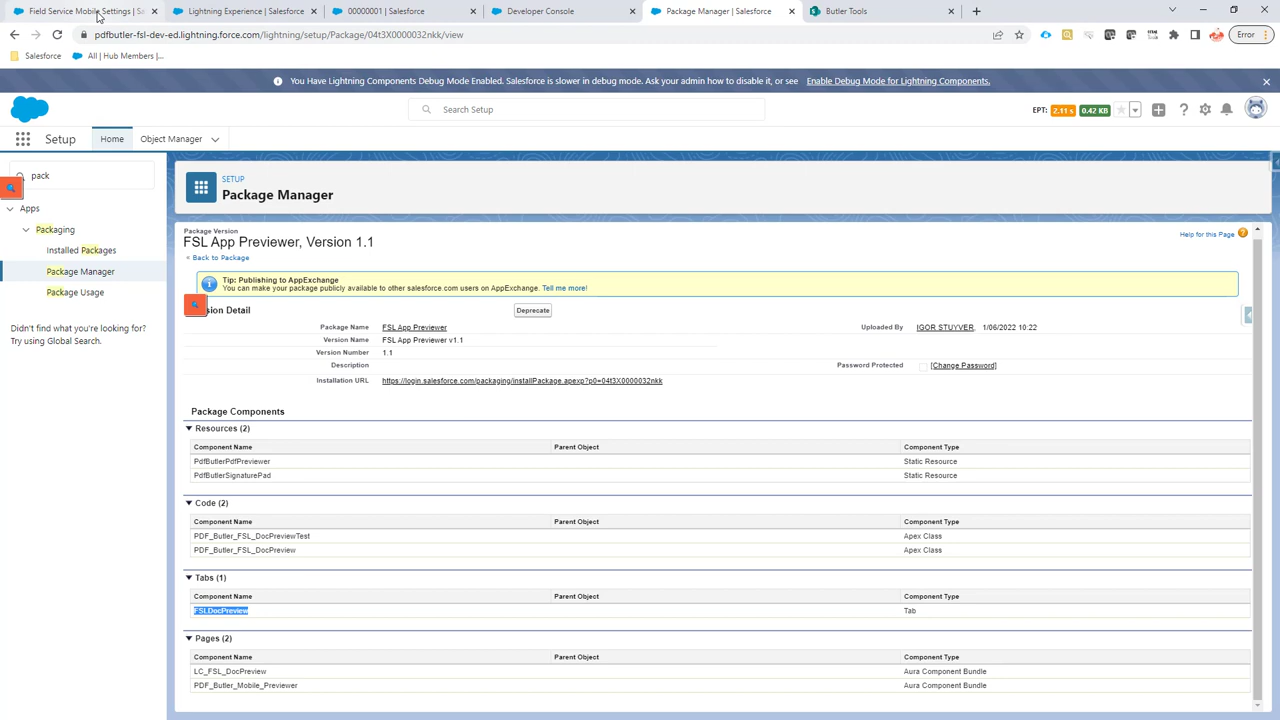 Field Service Mobile Settings | Sa
Lightning Experience | Salesforce
00000001 | Salesforce
Developer Console
Package Manager | Salesforce
Butler Tools
pdfbutler-fsl-dev-ed.lightning.force.com/lightning/setup/Package/04t3X0000032nkk/view
Error
Salesforce
All | Hub Members |...
You Have Lightning Components Debug Mode Enabled. Salesforce is slower in debug mode. Ask your admin how to disable it, or see Enable Debug Mode for Lightning Components.
Search Setup
EPT: 2.11 s 0.42 KB
Setup
Home
Object Manager
pack
SETUP
Package Manager
Apps
Packaging
Installed Packages
Package Manager
Package Usage
Didn't find what you're looking for?
Try using Global Search.
Package Version
FSL App Previewer, Version 1.1
Help for this Page
« Back to Package
Tip: Publishing to AppExchange
You can make your package publicly available to other salesforce.com users on AppExchange. Tell me more!
sion Detail
Deprecate
Package Name FSL App Previewer
Uploaded By IGOR STUYVER, 1/06/2022 10:22
Version Name FSL App Previewer v1.1
Version Number 1.1
Description
Password Protected [Change Password]
Installation URL https://login.salesforce.com/packaging/installPackage.apexp?p0=04t3X0000032nkk
Package Components
Resources (2)
Component Name Parent Object Component Type
PdfButlerPdfPreviewer Static Resource
PdfButlerSignaturePad Static Resource
Code (2)
Component Name Parent Object Component Type
PDF_Butler_FSL_DocPreviewTest Apex Class
PDF_Butler_FSL_DocPreview Apex Class
Tabs (1)
Component Name Parent Object Component Type
FSLDocPreview Tab
Pages (2)
Component Name Parent Object Component Type
LC_FSL_DocPreview Aura Component Bundle
PDF_Butler_Mobile_Previewer Aura Component Bundle